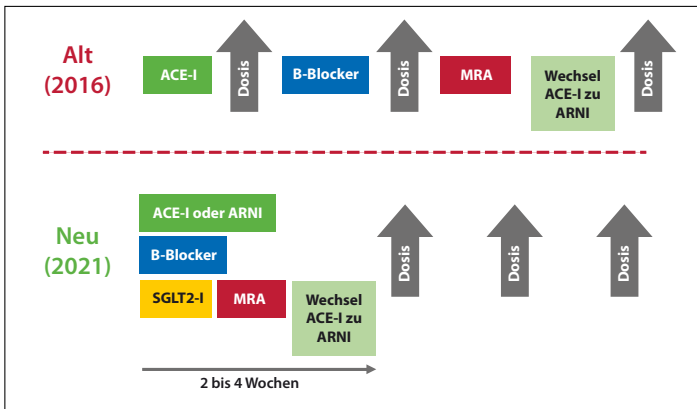 Alt
(2016)
ACE-I
Dosis
B-Blocker
Dosis
MRA
Wechsel
ACE-I zu
ARNI
Dosis
Neu
(2021)
ACE-I oder ARNI
B-Blocker
SGLT2-I
MRA
Wechsel
ACE-I zu
ARNI
Dosis
Dosis
Dosis
2 bis 4 Wochen